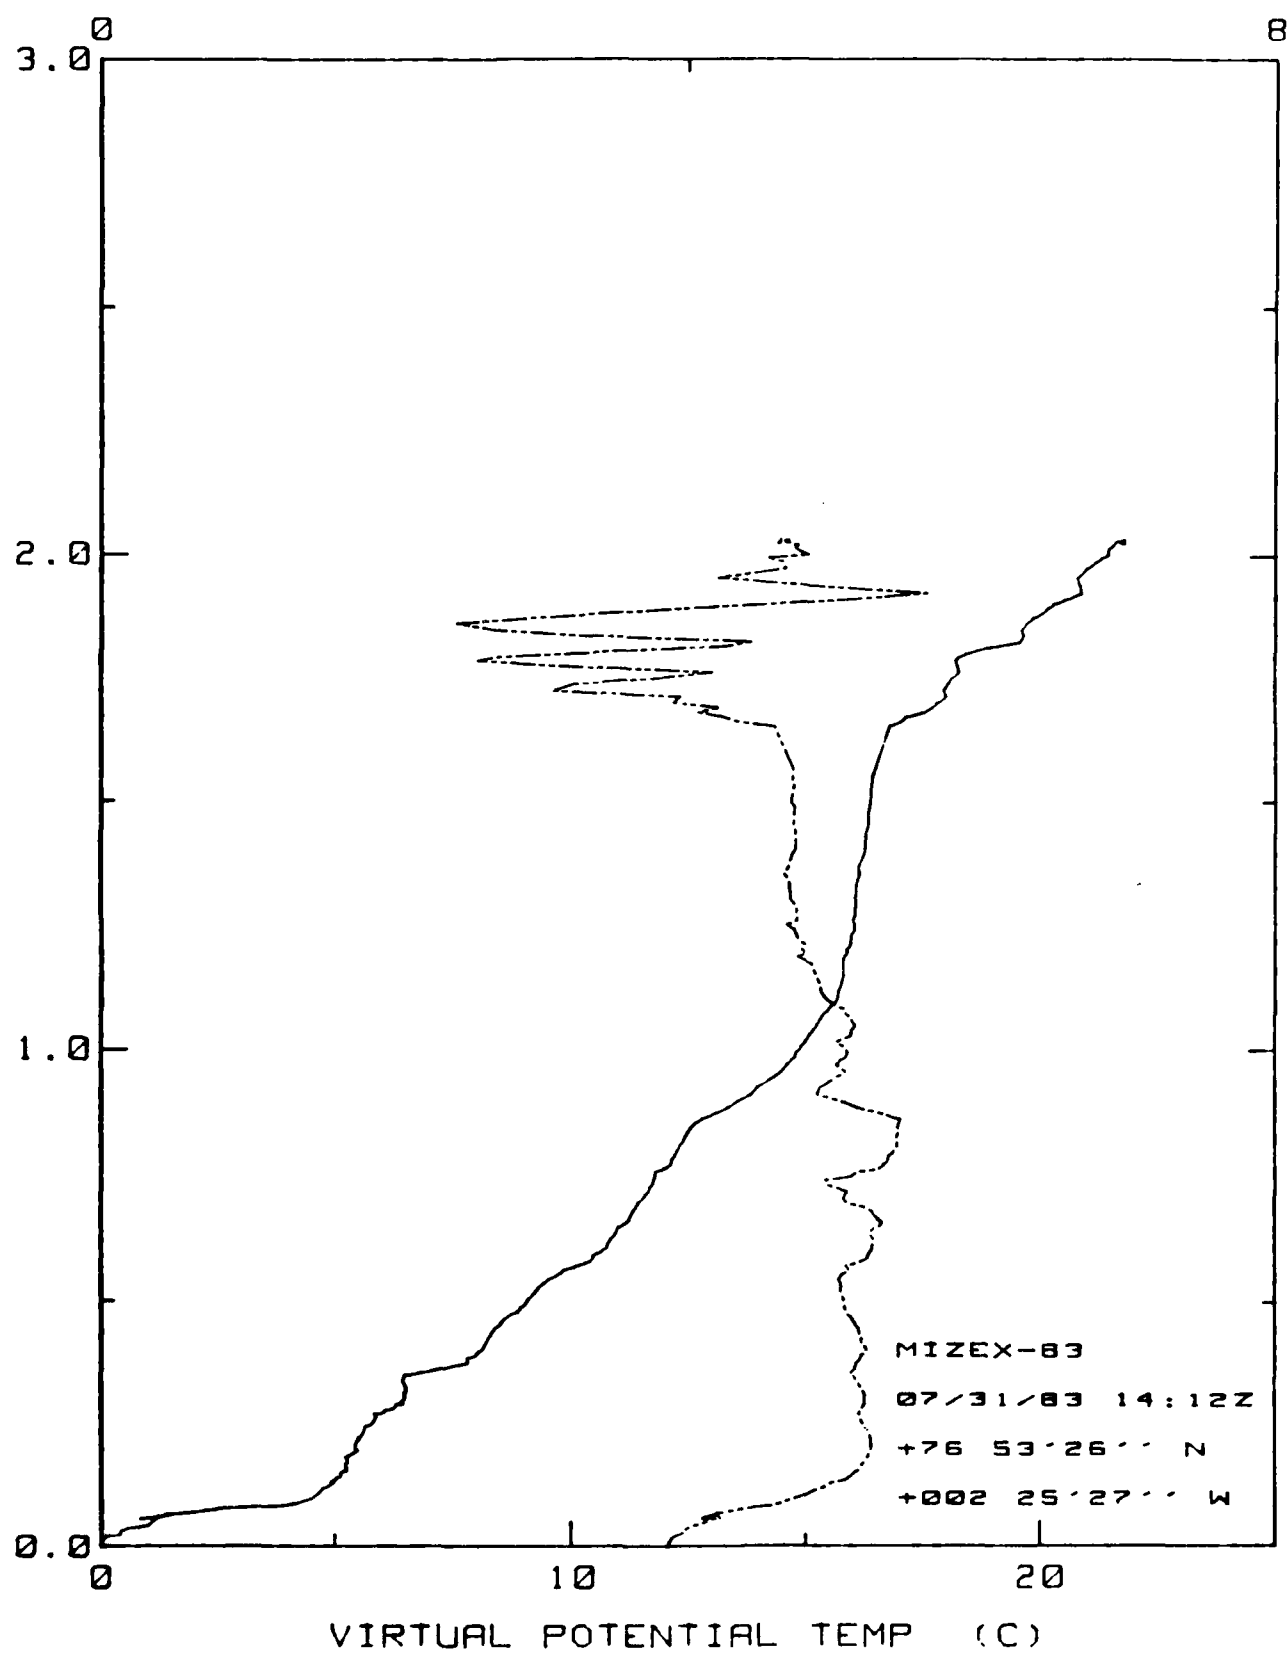 0 8
3.0
2.0
1.0
MIZEX-83
07/31/83 14:12Z
+76 53'26'' N
+002 25'27'' W
0.0
0 10 20
VIRTUAL POTENTIAL TEMP (C)